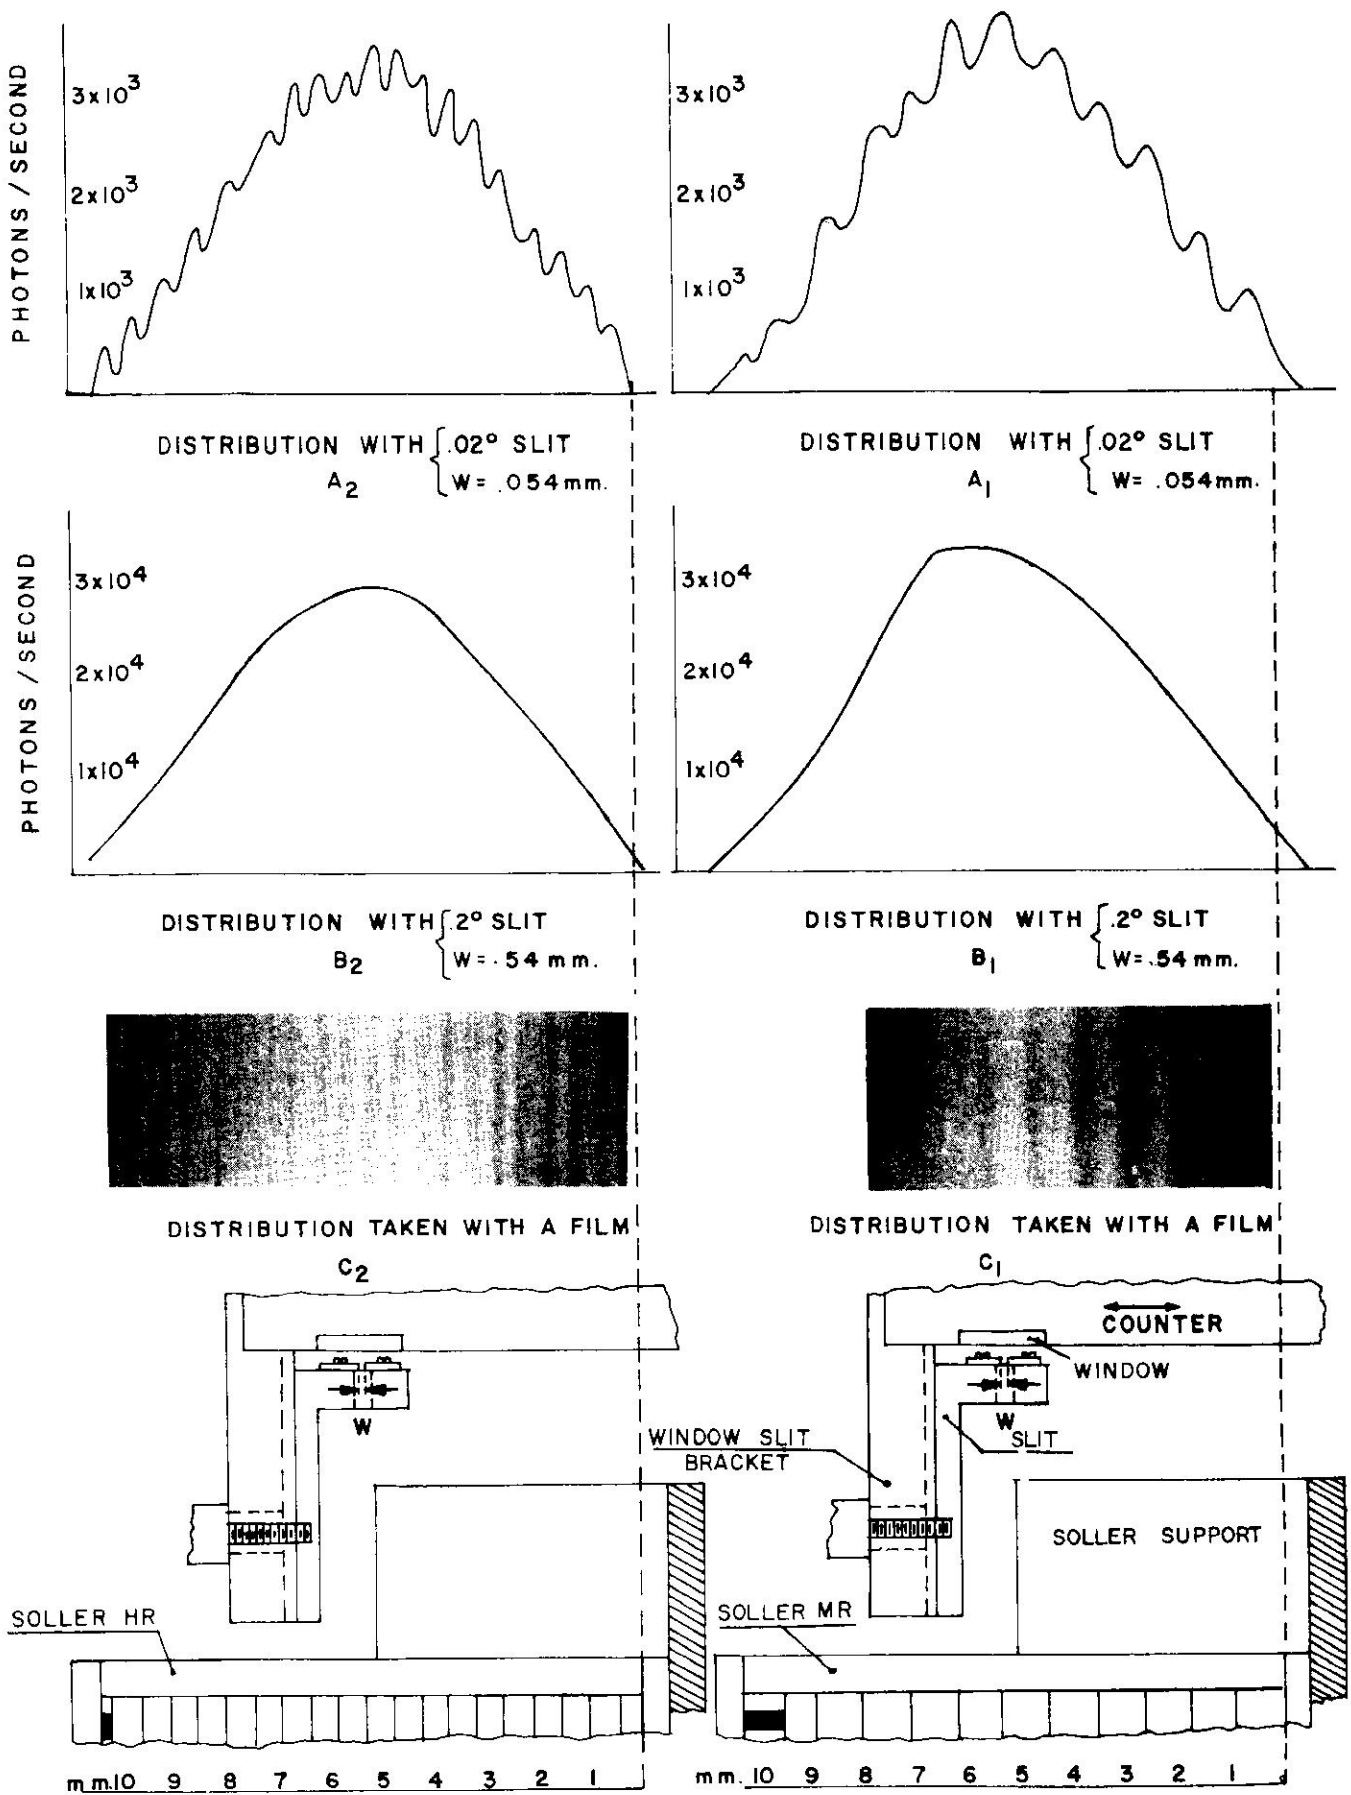 PHOTONS / SECOND
3x10³
2x10³
1x10³
3x10³
2x10³
1x10³
DISTRIBUTION WITH { .02° SLIT
A₂ W = .054 mm.
DISTRIBUTION WITH { .02° SLIT
A₁ W = .054 mm.
PHOTONS / SECOND
3x10⁴
2x10⁴
1x10⁴
3x10⁴
2x10⁴
1x10⁴
DISTRIBUTION WITH { .2° SLIT
B₂ W = .54 mm.
DISTRIBUTION WITH { .2° SLIT
B₁ W = .54 mm.
DISTRIBUTION TAKEN WITH A FILM
C₂
DISTRIBUTION TAKEN WITH A FILM
C₁
COUNTER
WINDOW
W
W
SLIT
WINDOW SLIT
BRACKET
SOLLER SUPPORT
SOLLER HR
SOLLER MR
m m. 10 9 8 7 6 5 4 3 2 1
mm. 10 9 8 7 6 5 4 3 2 1